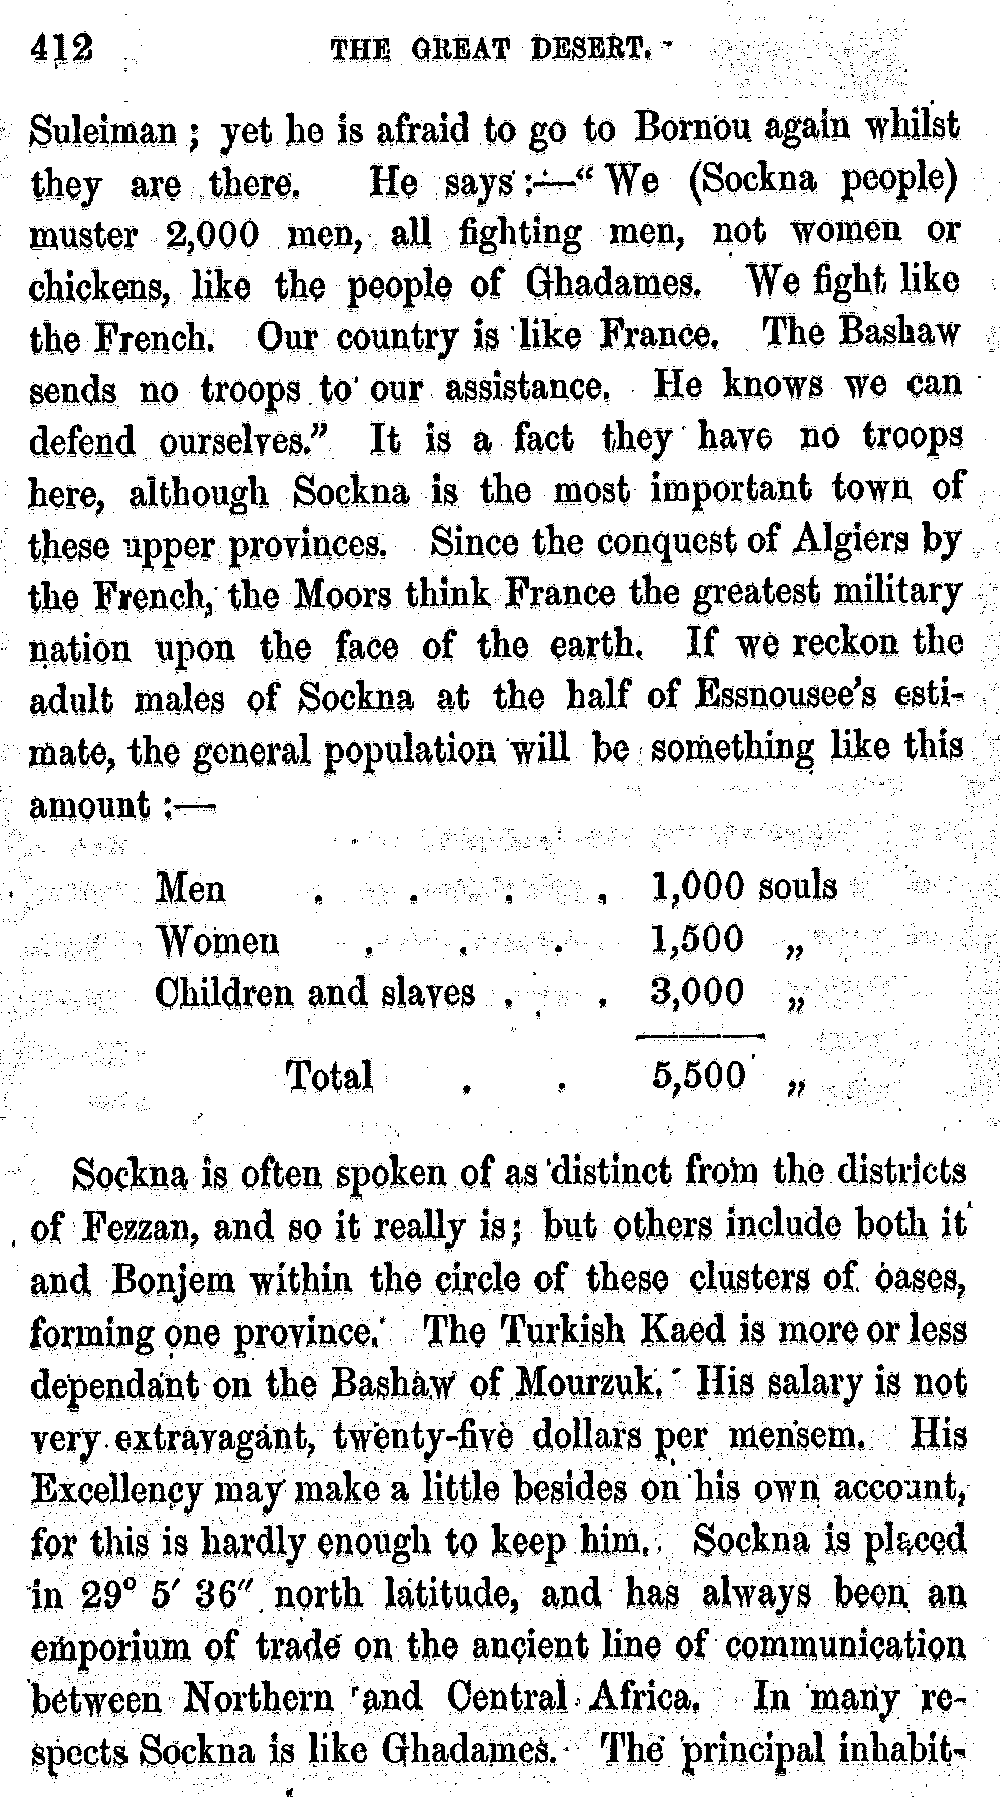 412 THE GREAT DESERT.
Suleiman ; yet he is afraid to go to Bornou again whilst
they are there. He says :—“ We (Sockna people)
muster 2,000 men, all fighting men, not women or
chickens, like the people of Ghadames. We fight like
the French. Our country is like France. The Bashaw
sends no troops to our assistance. He knows we can
defend ourselves.” It is a fact they have no troops
here, although Sockna is the most important town of
these upper provinces. Since the conquest of Algiers by
the French, the Moors think France the greatest military
nation upon the face of the earth. If we reckon the
adult males of Sockna at the half of Essnousee’s esti-
mate, the general population will be something like this
amount :—
Men . . . . 1,000 souls
Women . . . 1,500 „
Children and slaves . . 3,000 „
Total . . 5,500 „
Sockna is often spoken of as distinct from the districts
of Fezzan, and so it really is; but others include both it
and Bonjem within the circle of these clusters of oases,
forming one province. The Turkish Kaed is more or less
dependant on the Bashaw of Mourzuk. His salary is not
very extravagant, twenty-five dollars per mensem. His
Excellency may make a little besides on his own account,
for this is hardly enough to keep him. Sockna is placed
in 29° 5′ 36″ north latitude, and has always been an
emporium of trade on the ancient line of communication
between Northern and Central Africa. In many re-
spects Sockna is like Ghadames. The principal inhabit-